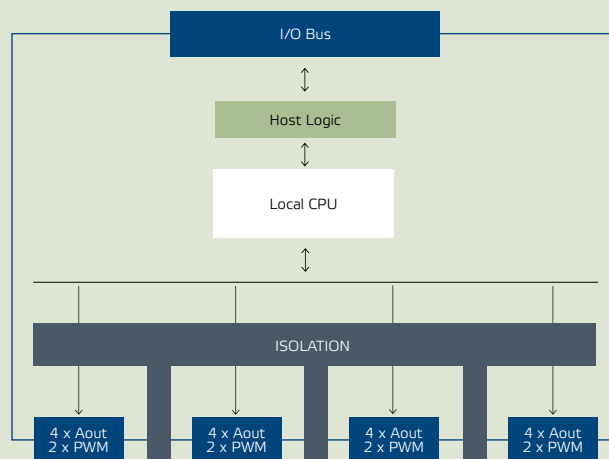 I/O Bus
Host Logic
Local CPU
ISOLATION
4 x Aout
2 x PWM
4 x Aout
2 x PWM
4 x Aout
2 x PWM
4 x Aout
2 x PWM